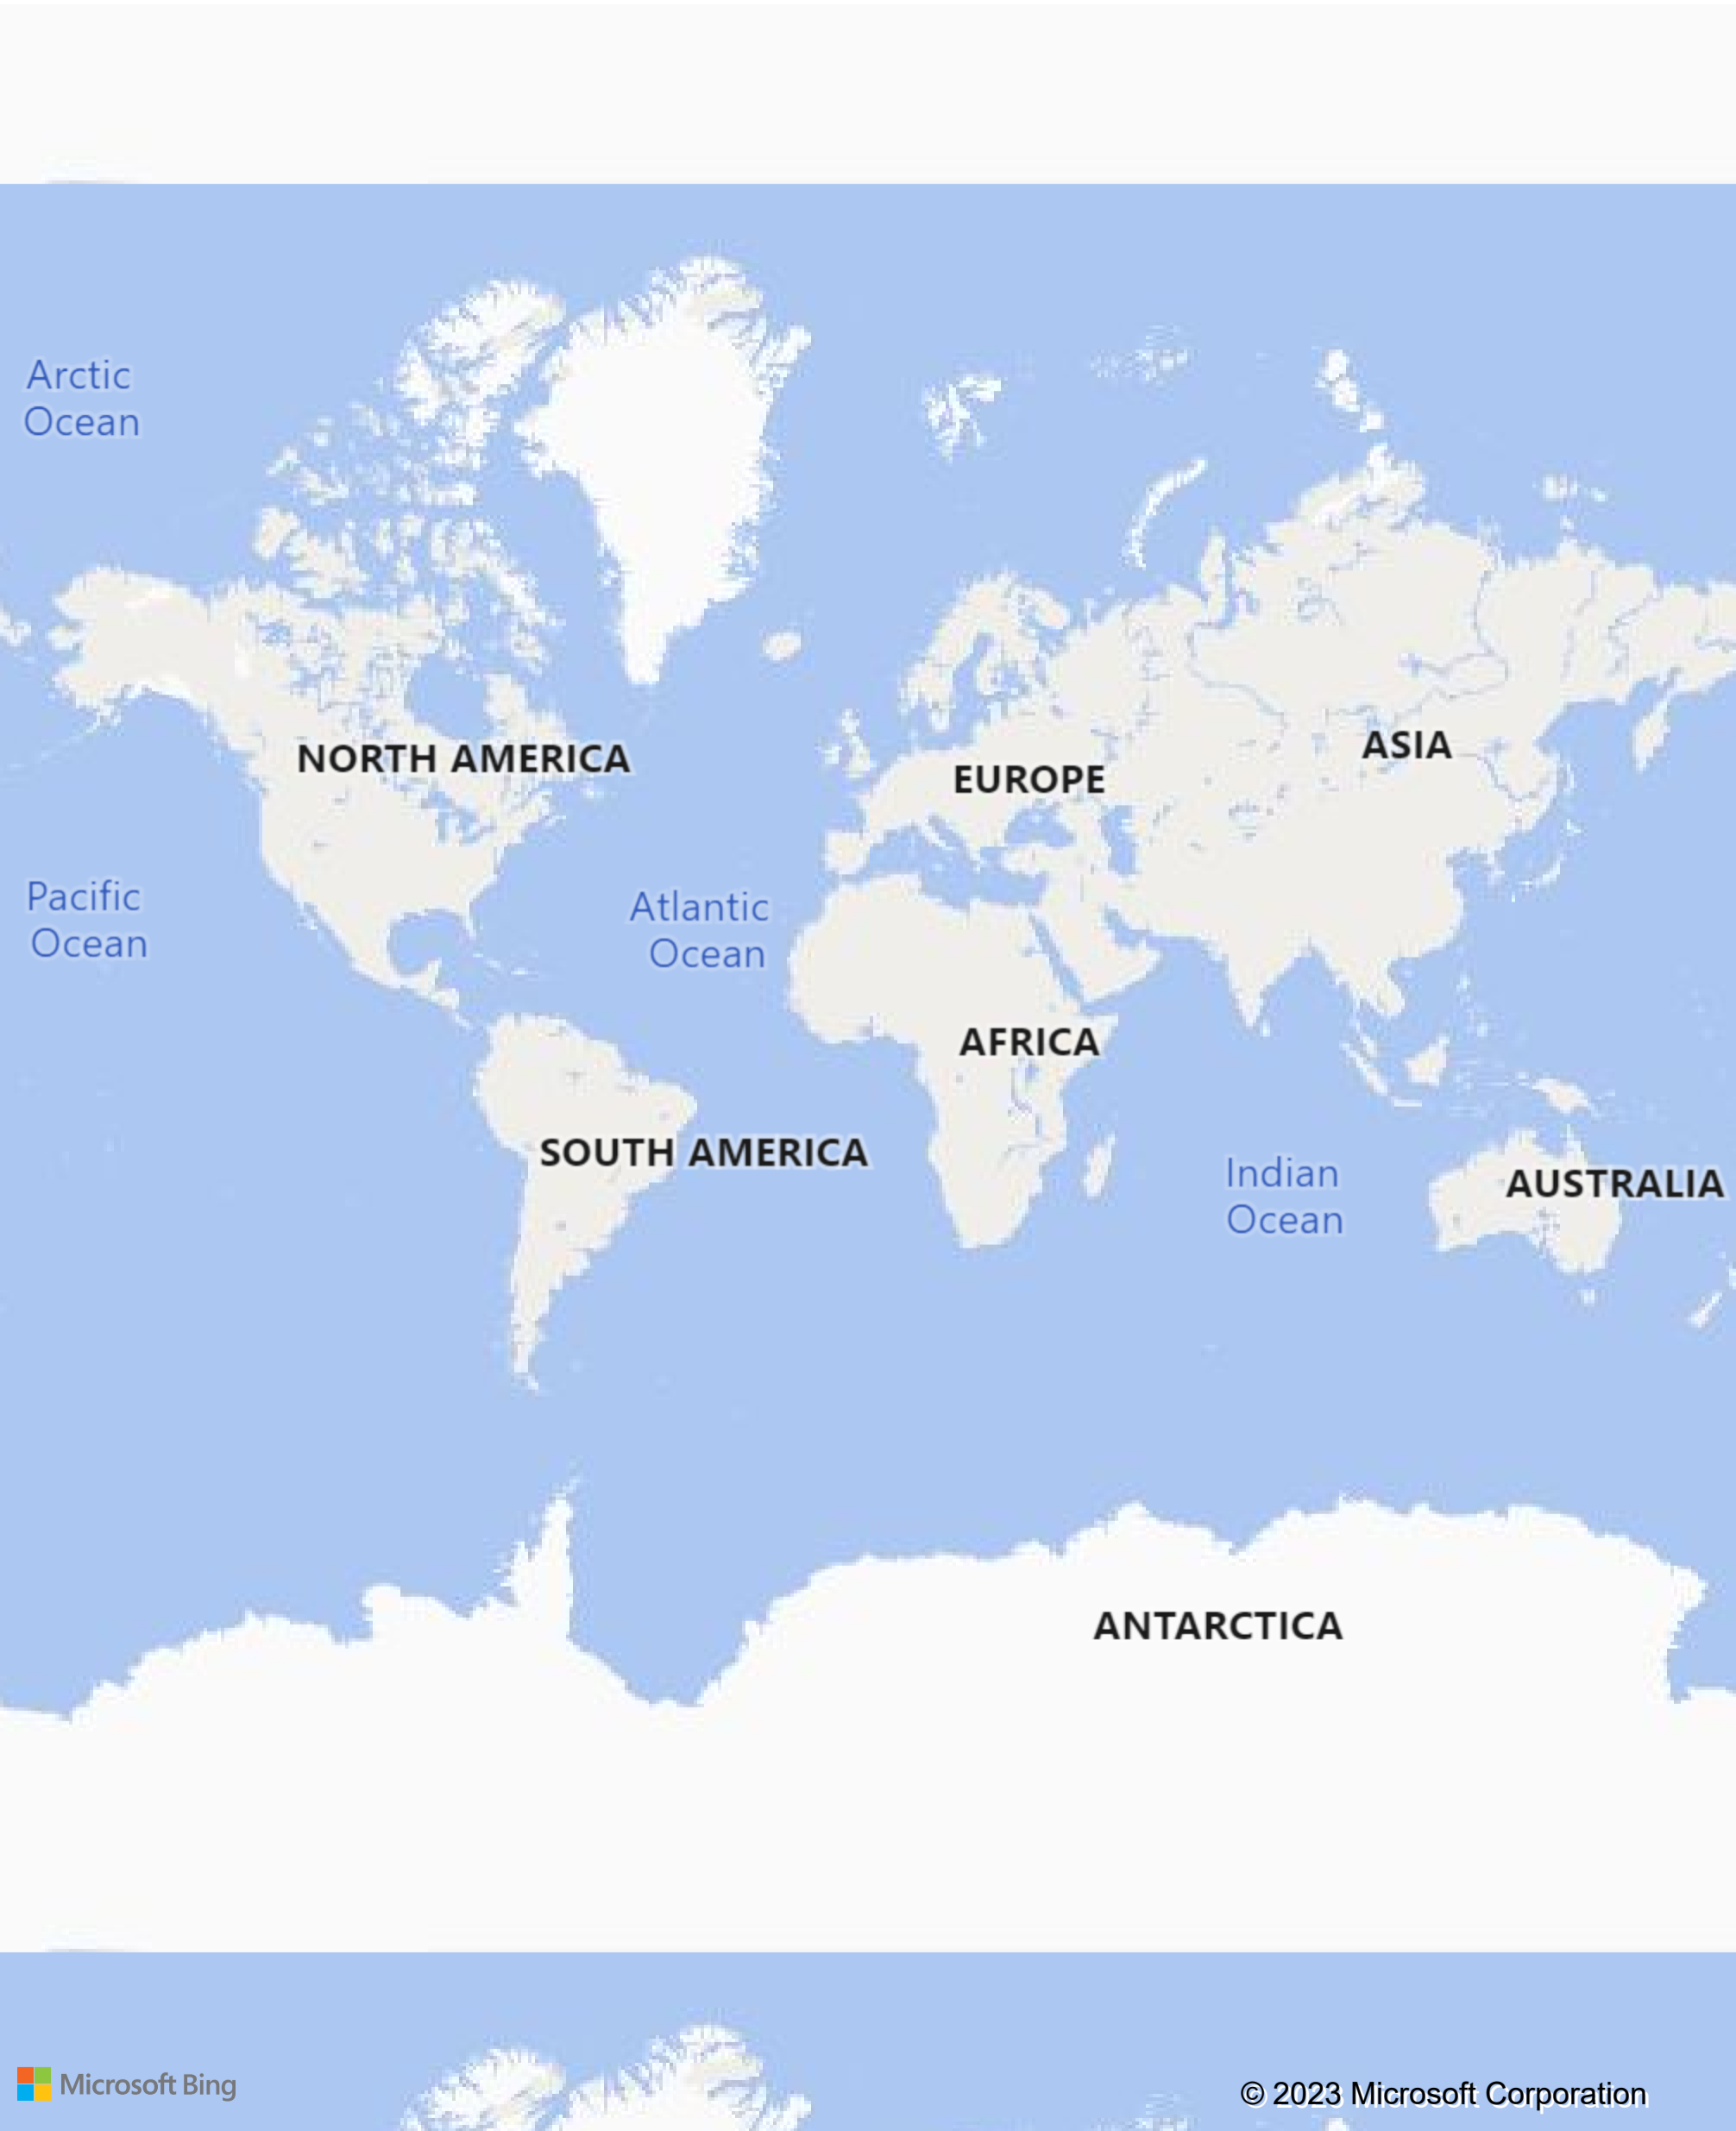 Arctic
Ocean
NORTH AMERICA
EUROPE
ASIA
Pacific
Ocean
Atlantic
Ocean
AFRICA
SOUTH AMERICA
Indian
Ocean
AUSTRALIA
ANTARCTICA
Microsoft Bing
© 2023 Microsoft Corporation